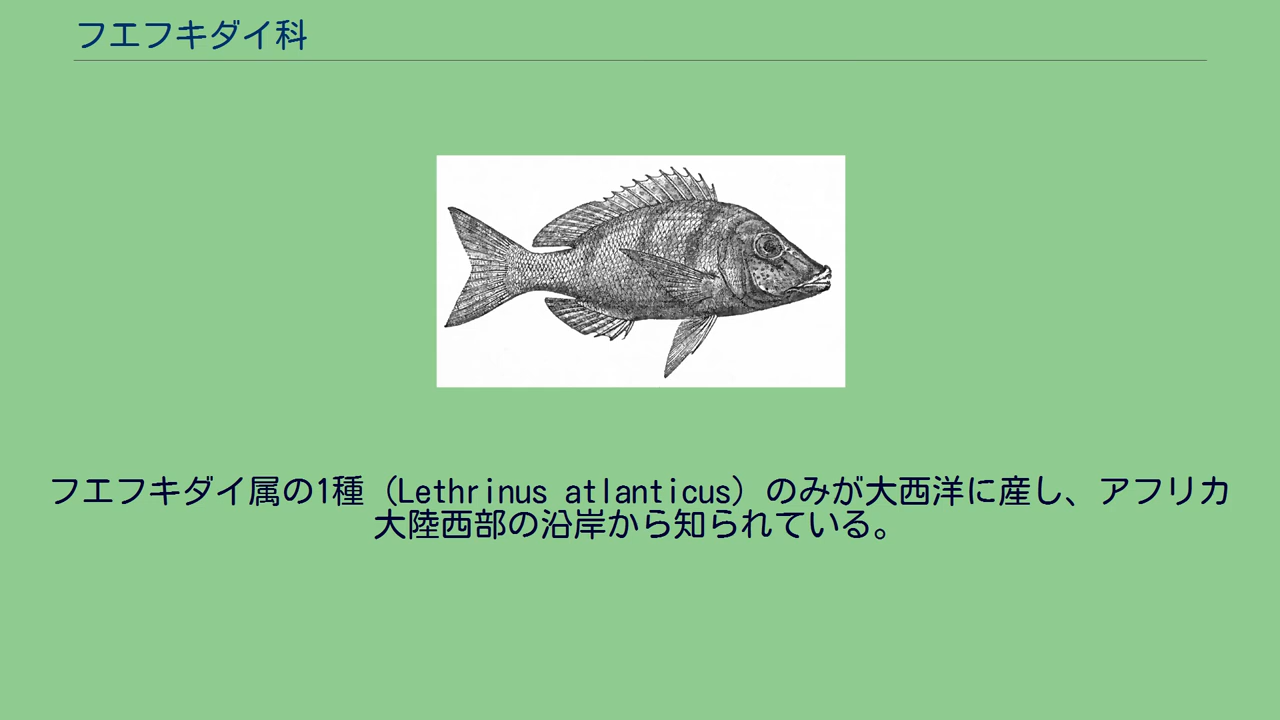 フエフキダイ科
フエフキダイ属の1種（Lethrinus atlanticus）のみが大西洋に産し、アフリカ
大陸西部の沿岸から知られている。